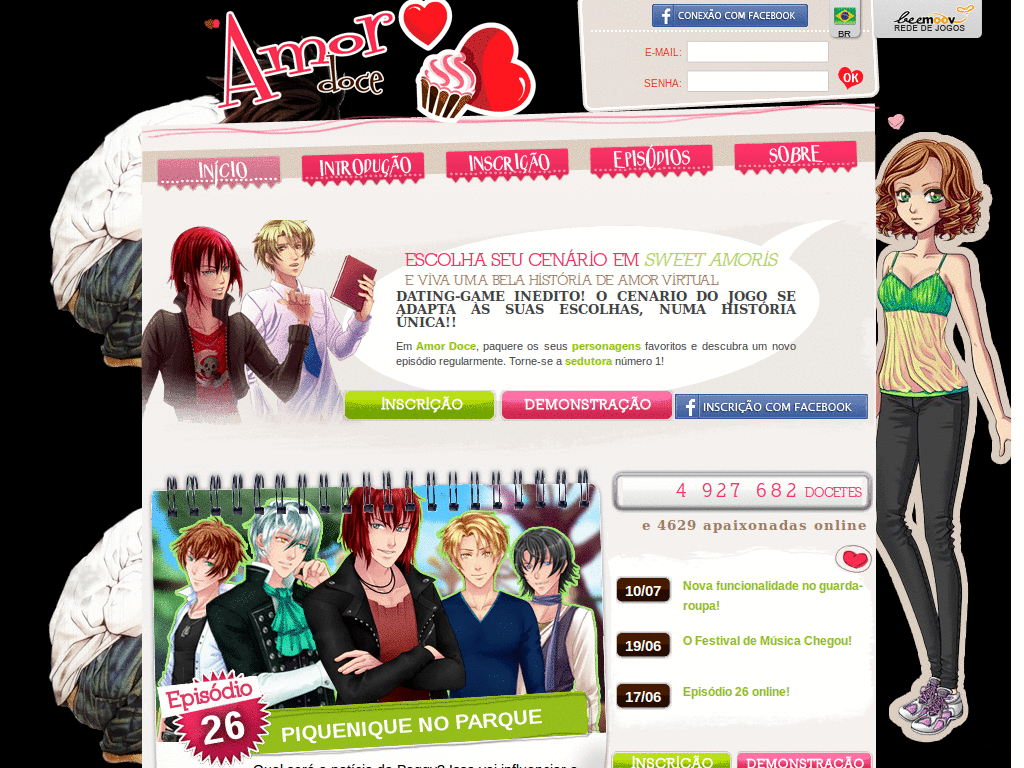 Amor
doce
CONEXÃO COM FACEBOOK
BR
beemoov
REDE DE JOGOS
E-MAIL:
SENHA:
OK
INÍCIO
INTRODUÇÃO
INSCRIÇÃO
EPISÓDIOS
SOBRE
ESCOLHA SEU CENÁRIO EM SWEET AMORIS
E VIVA UMA BELA HISTÓRIA DE AMOR VIRTUAL
DATING-GAME INEDITO! O CENARIO DO JOGO SE
ADAPTA ÀS SUAS ESCOLHAS, NUMA HISTÓRIA
ÚNICA!!
Em Amor Doce, paquere os seus personagens favoritos e descubra um novo
episódio regularmente. Torne-se a sedutora número 1!
INSCRIÇÃO
DEMONSTRAÇÃO
INSCRIÇÃO COM FACEBOOK
4 927 682 DOCETES
e 4629 apaixonadas online
10/07
Nova funcionalidade no guarda-
roupa!
19/06
O Festival de Música Chegou!
17/06
Episódio 26 online!
Episódio
26
PIQUENIQUE NO PARQUE
INSCRIÇÃO
DEMONSTRAÇÃO